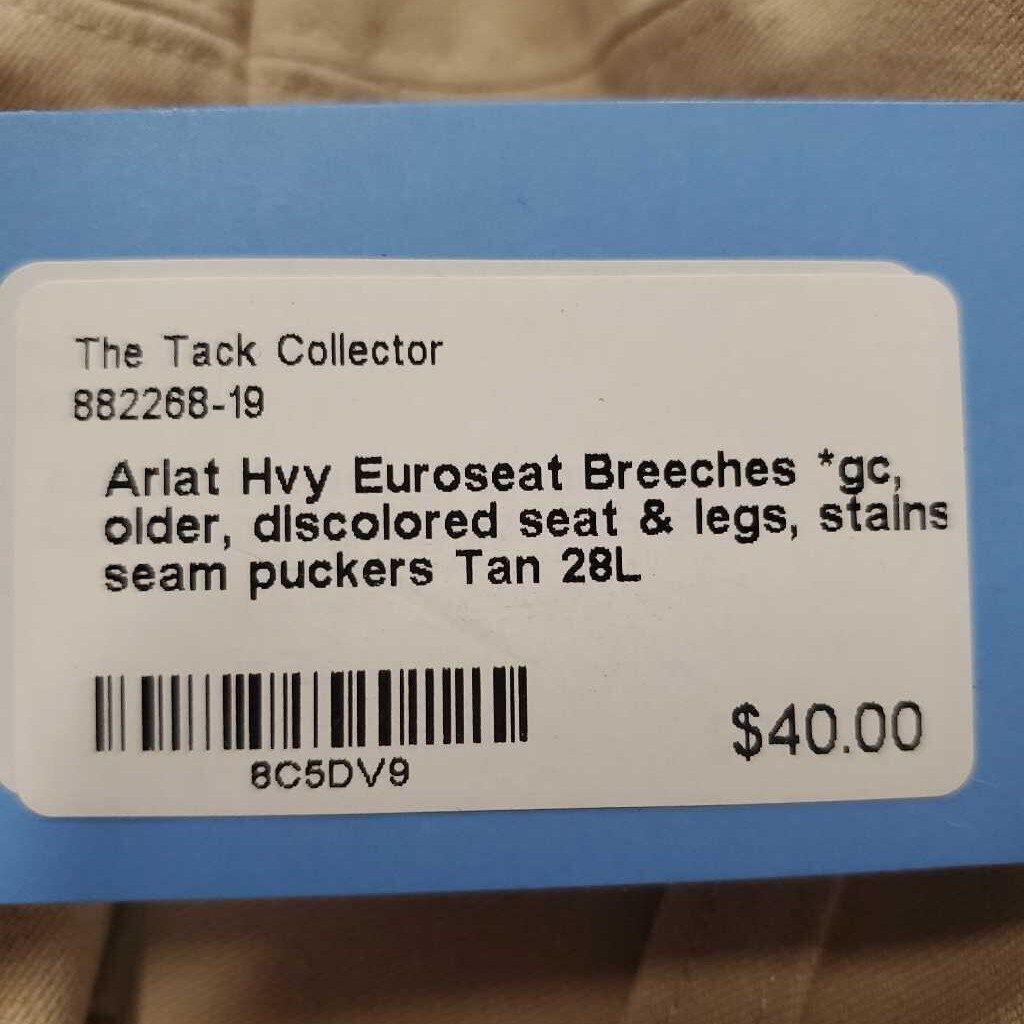 The Tack Collector
882268-19
Ariat Hvy Euroseat Breeches *gc,
older, discolored seat & legs, stains
seam puckers Tan 28L
8C5DV9
$40.00